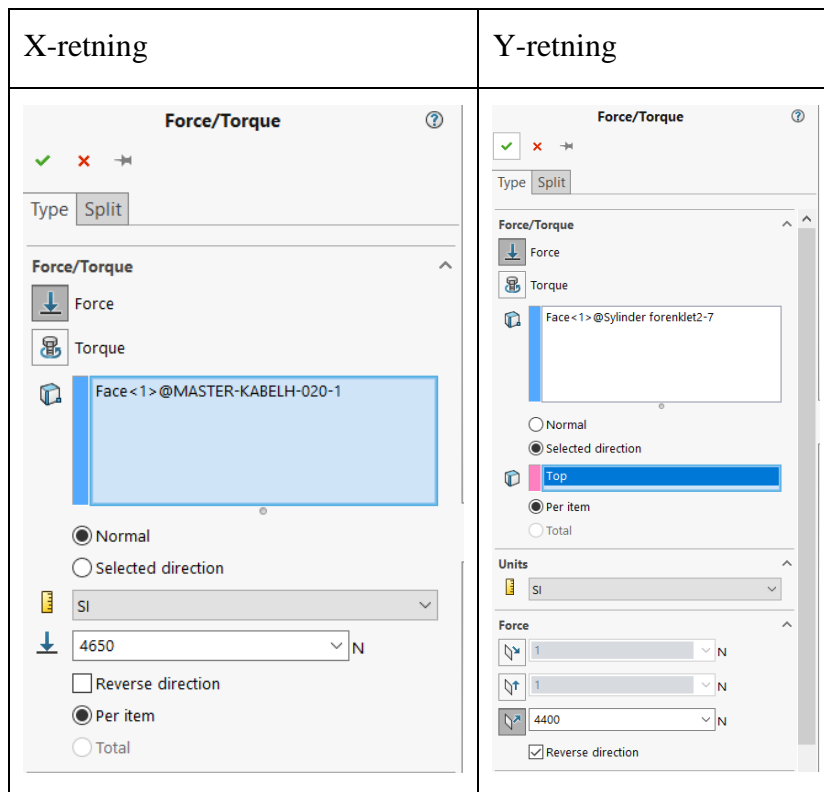 X-retning
Y-retning
Force/Torque
Type Split
Force/Torque
Force
Torque
Face<1>@MASTER-KABELH-020-1
Normal
Selected direction
SI
4650 N
Reverse direction
Per item
Total
Force/Torque
Type Split
Force/Torque
Force
Torque
Face<1>@Sylinder forenklet2-7
Normal
Selected direction
Top
Per item
Total
Units
SI
Force
1 N
1 N
4400 N
Reverse direction